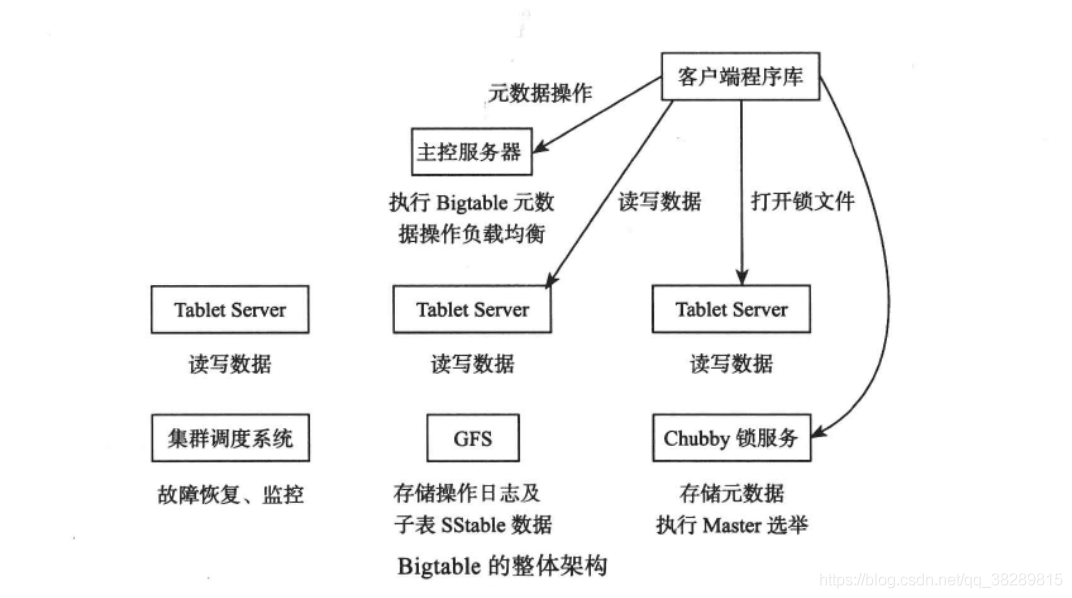 客户端程序库
元数据操作
主控服务器
执行 Bigtable 元数
据操作负载均衡
读写数据
打开锁文件
Tablet Server
Tablet Server
Tablet Server
读写数据
读写数据
读写数据
集群调度系统
GFS
Chubby 锁服务
故障恢复、监控
存储操作日志及
子表 SStable 数据
存储元数据
执行 Master 选举
Bigtable 的整体架构
https://blog.csdn.net/qq_38289815